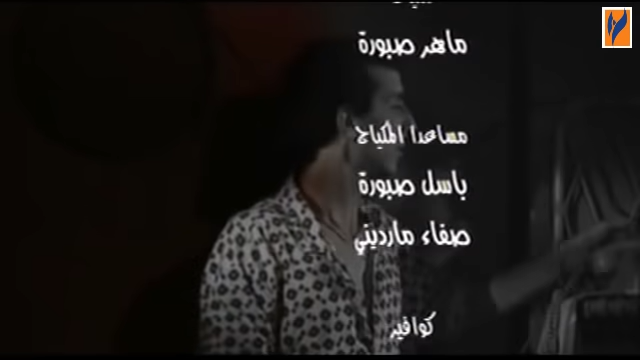 ماهر صبورة
مساعدا المكياج
باسل صبورة
صفاء مارديني
كوافير